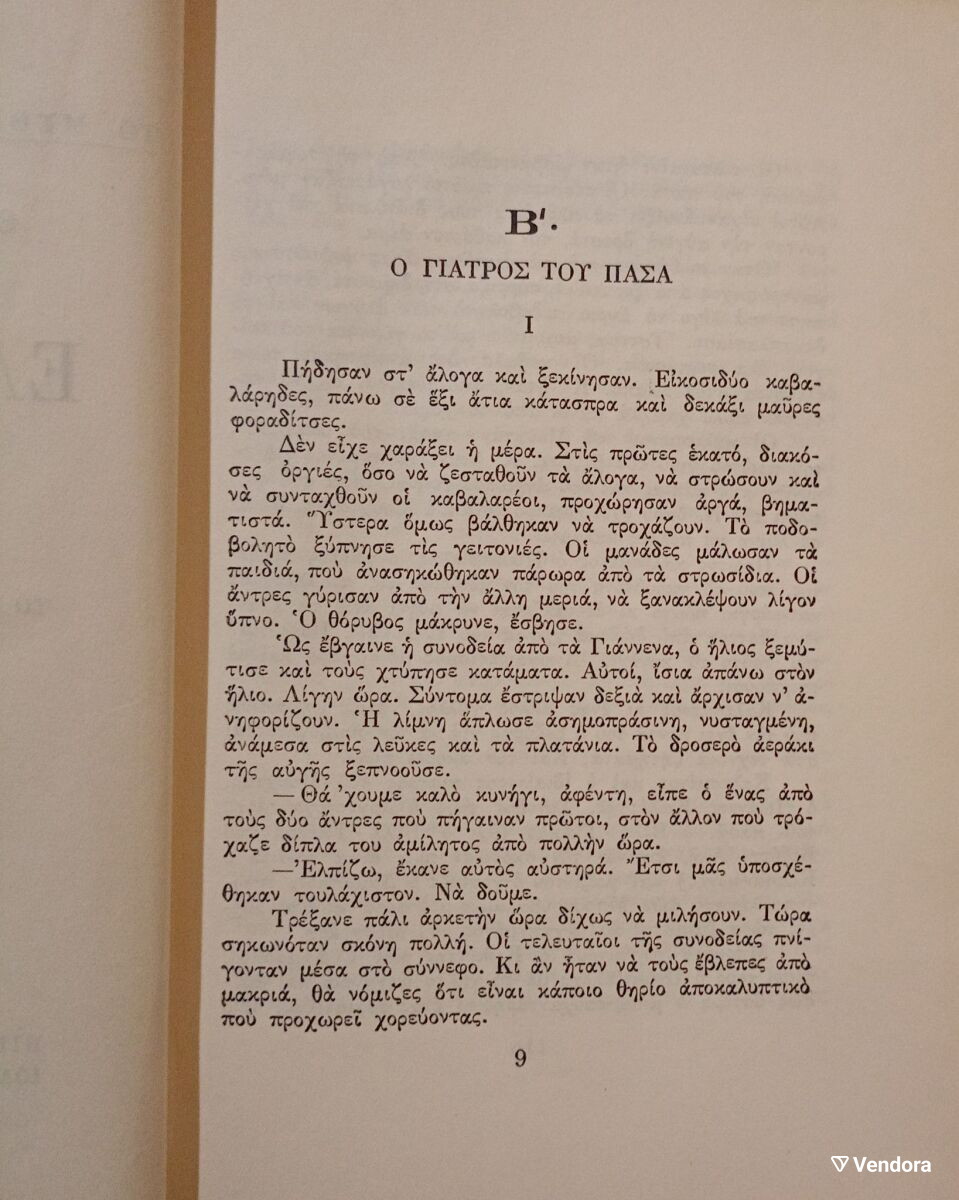 Β'.
Ο ΓΙΑΤΡΟΣ ΤΟΥ ΠΑΣΑ
I
Πήδησαν στ' ἄλογα καὶ ξεκίνησαν. Εἰκοσιδύο καβα-
λάρηδες, πάνω σὲ ἕξι ἄτια κάτασπρα καὶ δεκάξι μαῦρες
φοραδίτσες.
Δὲν εἶχε χαράξει ἡ μέρα. Στὶς πρῶτες ἑκατό, διακό-
σες ὀργιές, ὅσο νὰ ζεσταθοῦν τὰ ἄλογα, νὰ στρώσουν καὶ
νὰ συνταχθοῦν οἱ καβαλαρέοι, προχώρησαν ἀργά, βημα-
τιστά. Ὕστερα ὅμως βάλθηκαν νὰ τροχάζουν. Τὸ ποδο-
βολητὸ ξύπνησε τὶς γειτονιές. Οἱ μανάδες μάλωσαν τὰ
παιδιά, ποὺ ἀνασηκώθηκαν πάρωρα ἀπὸ τὰ στρωσίδια. Οἱ
ἄντρες γύρισαν ἀπὸ τὴν ἄλλη μεριά, νὰ ξανακλέψουν λίγον
ὕπνο. Ὁ θόρυβος μάκρυνε, ἔσβησε.
Ὡς ἔβγαινε ἡ συνοδεία ἀπὸ τὰ Γιάννενα, ὁ ἥλιος ξεμύ-
τισε καὶ τοὺς χτύπησε κατάματα. Αὐτοί, ἴσια ἀπάνω στὸν
ἥλιο. Λίγην ὥρα. Σύντομα ἔστριψαν δεξιὰ καὶ ἄρχισαν ν' ἀ-
νηφορίζουν. Ἡ λίμνη ἅπλωσε ἀσημοπράσινη, νυσταγμένη,
ἀνάμεσα στὶς λεῦκες καὶ τὰ πλατάνια. Τὸ δροσερὸ ἀεράκι
τῆς αὐγῆς ξεπνοοῦσε.
— Θά 'χουμε καλὸ κυνήγι, ἀφέντη, εἶπε ὁ ἕνας ἀπὸ
τοὺς δύο ἄντρες ποὺ πήγαιναν πρῶτοι, στὸν ἄλλον ποὺ τρό-
χαζε δίπλα του ἀμίλητος ἀπὸ πολλὴν ὥρα.
—Ἐλπίζω, ἔκανε αὐτὸς αὐστηρά. Ἔτσι μᾶς ὑποσχέ-
θηκαν τουλάχιστον. Νὰ δοῦμε.
Τρέξανε πάλι ἀρκετὴν ὥρα δίχως νὰ μιλήσουν. Τώρα
σηκωνόταν σκόνη πολλή. Οἱ τελευταῖοι τῆς συνοδείας πνί-
γονταν μέσα στὸ σύννεφο. Κι ἂν ἦταν νὰ τοὺς ἔβλεπες ἀπὸ
μακριά, θὰ νόμιζες ὅτι εἶναι κάποιο θηρίο ἀποκαλυπτικὸ
ποὺ προχωρεῖ χορεύοντας.
9
Vendora